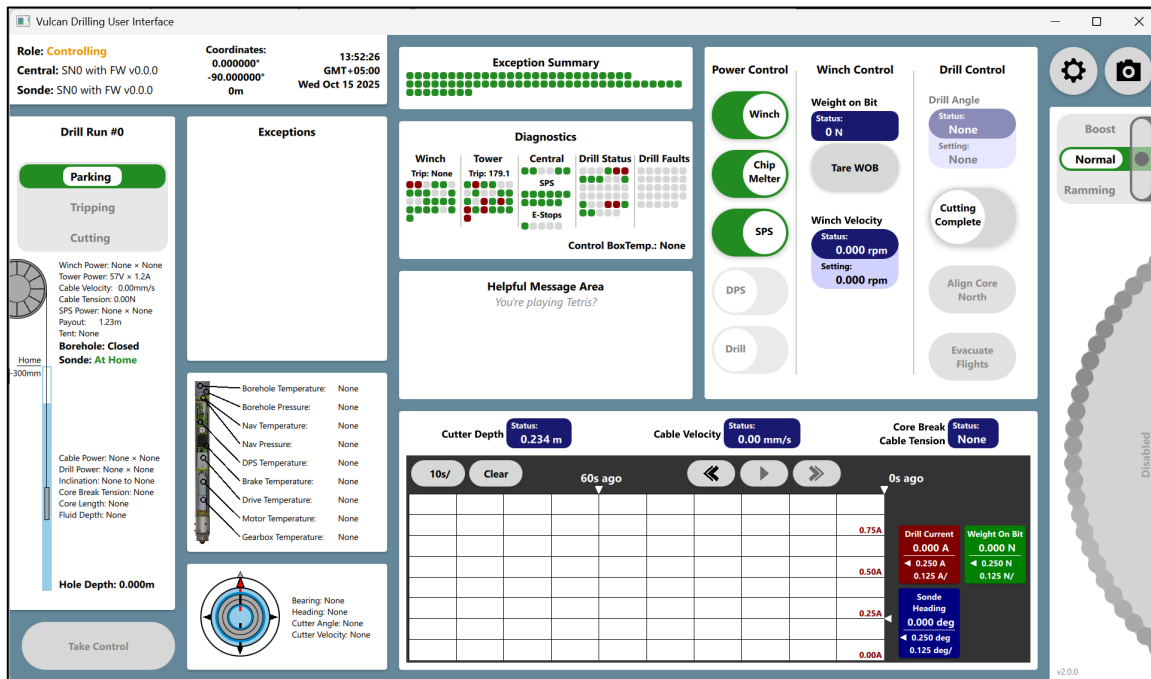 Vulcan Drilling User Interface
Role: Controlling
Central: SN0 with FW v0.0.0
Sonde: SN0 with FW v0.0.0
Coordinates:
0.000000°
-90.000000°
0m
13:52:26
GMT+05:00
Wed Oct 15 2025
Drill Run #0
Parking
Tripping
Cutting
Winch Power: None × None
Tower Power: 57V × 1.2A
Cable Velocity: 0.00mm/s
Cable Tension: 0.00N
SPS Power: None × None
Payout: 1.23m
Tent: None
Borehole: Closed
Sonde: At Home
Home
-300mm
Cable Power: None × None
Drill Power: None × None
Inclination: None to None
Core Break Tension: None
Core Length: None
Fluid Depth: None
Hole Depth: 0.000m
Take Control
Exceptions
Borehole Temperature: None
Borehole Pressure: None
Nav Temperature: None
Nav Pressure: None
DPS Temperature: None
Brake Temperature: None
Drive Temperature: None
Motor Temperature: None
Gearbox Temperature: None
Bearing: None
Heading: None
Cutter Angle: None
Cutter Velocity: None
Exception Summary
Diagnostics
Winch
Trip: None
Tower
Trip: 179.1
Central
SPS
E-Stops
Drill Status
Drill Faults
Control BoxTemp.: None
Helpful Message Area
You're playing Tetris?
Power Control
Winch
Chip
Melter
SPS
DPS
Drill
Winch Control
Weight on Bit
Status:
0 N
Tare WOB
Winch Velocity
Status:
0.000 rpm
Setting:
0.000 rpm
Drill Control
Drill Angle
Status:
None
Setting:
None
Cutting
Complete
Align Core
North
Evacuate
Flights
Cutter Depth
Status:
0.234 m
Cable Velocity
Status:
0.00 mm/s
Core Break
Cable Tension
Status:
None
10s/
Clear
60s ago
0s ago
0.75A
0.50A
0.25A
0.00A
Drill Current
0.000 A
0.250 A
0.125 A/
Weight On Bit
0.000 N
0.250 N
0.125 N/
Sonde
Heading
0.000 deg
0.250 deg
0.125 deg/
Boost
Normal
Ramming
Disabled
v2.0.0